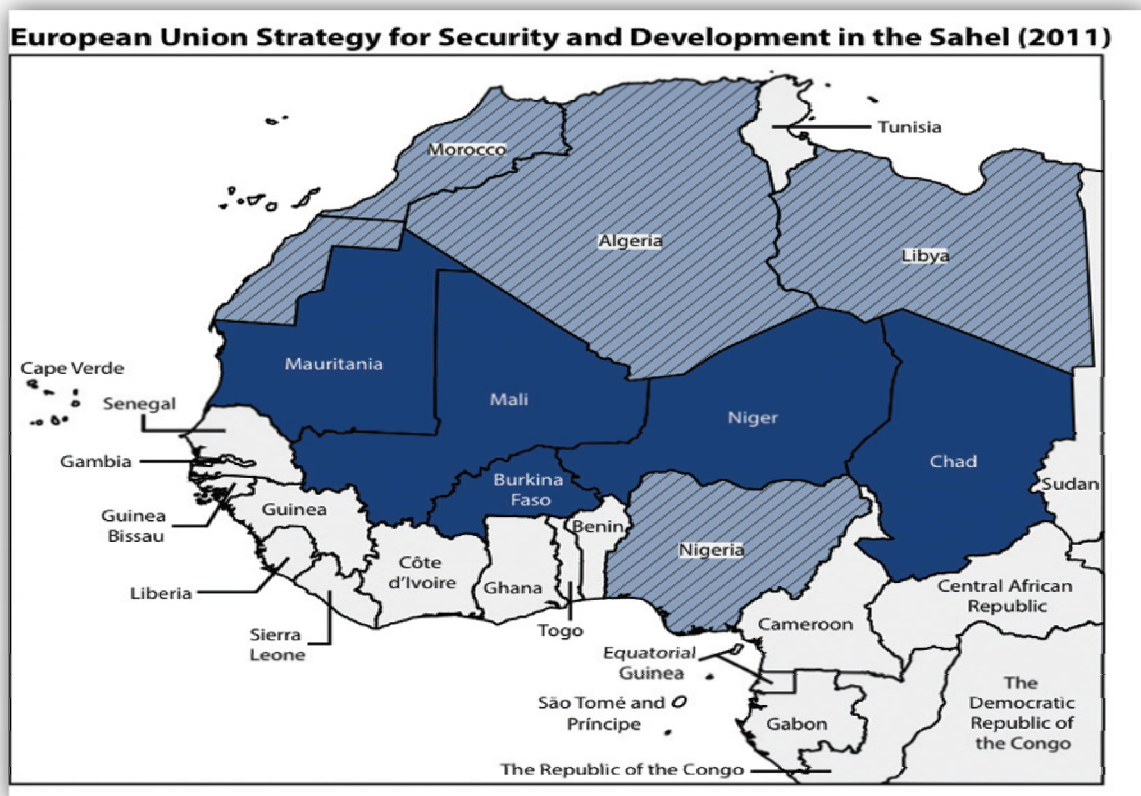 European Union Strategy for Security and Development in the Sahel (2011)
Tunisia
Morocco
Algeria
Libya
Mauritania
Cape Verde
Mali
Senegal
Niger
Gambia
Chad
Burkina
Faso
Sudan
Guinea
Guinea
Bissau
Benin
Nigeria
Côte
d'Ivoire
Ghana
Liberia
Central African
Republic
Togo
Cameroon
Sierra
Leone
Equatorial
Guinea
São Tomé and
Príncipe
Gabon
The
Democratic
Republic of
the Congo
The Republic of the Congo